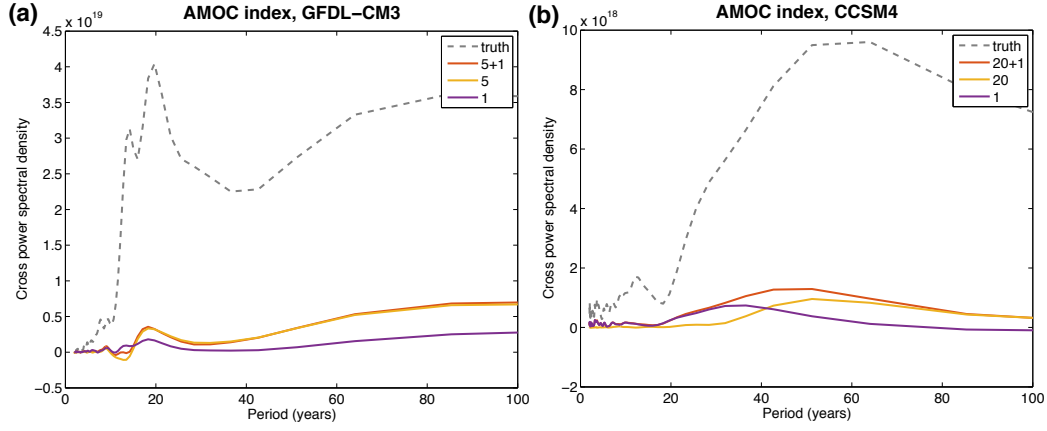 (a)
AMOC index, GFDL−CM3
x 10^19
4.5
4
3.5
3
2.5
2
1.5
1
0.5
0
−0.5
Cross power spectral density
truth
5+1
5
1
0 20 40 60 80 100
Period (years)
(b)
AMOC index, CCSM4
x 10^18
10
8
6
4
2
0
−2
Cross power spectral density
truth
20+1
20
1
0 20 40 60 80 100
Period (years)